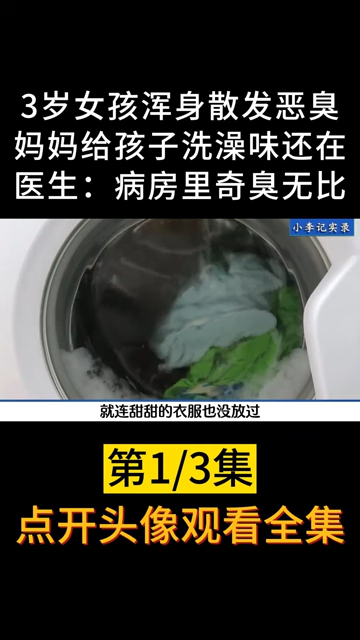 3岁女孩浑身散发恶臭
妈妈给孩子洗澡味还在
医生：病房里奇臭无比
小李记实录
就连甜甜的衣服也没放过
第1/3集
点开头像观看全集